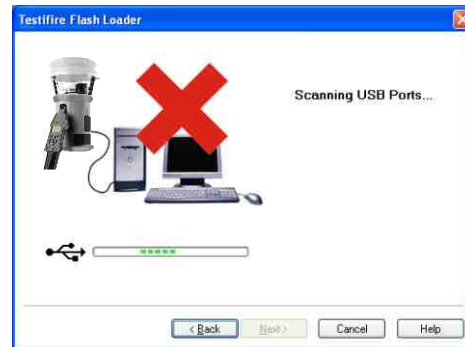 Testifire Flash Loader
Scanning USB Ports...
< Back
Next >
Cancel
Help